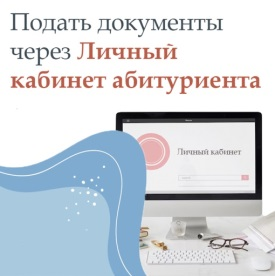 Подать документы
через Личный
кабинет абитуриента
Личный кабинет